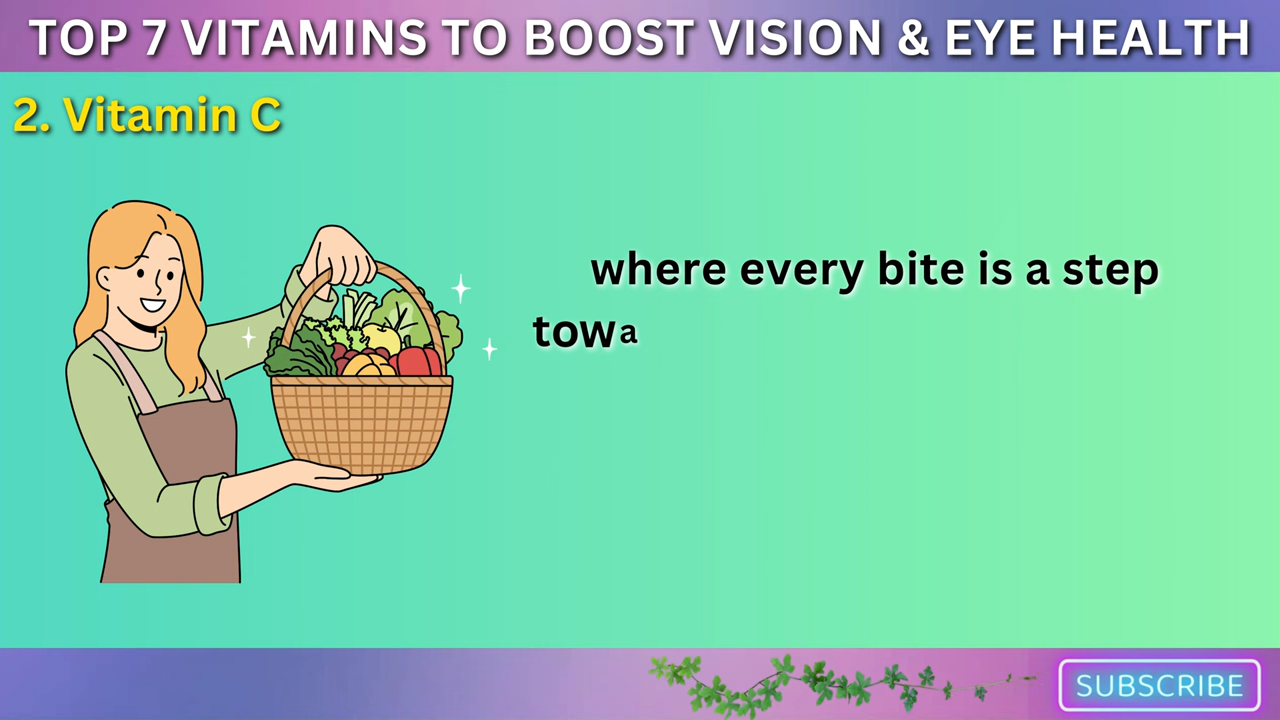 TOP 7 VITAMINS TO BOOST VISION & EYE HEALTH
2. Vitamin C
where every bite is a step
towa
SUBSCRIBE